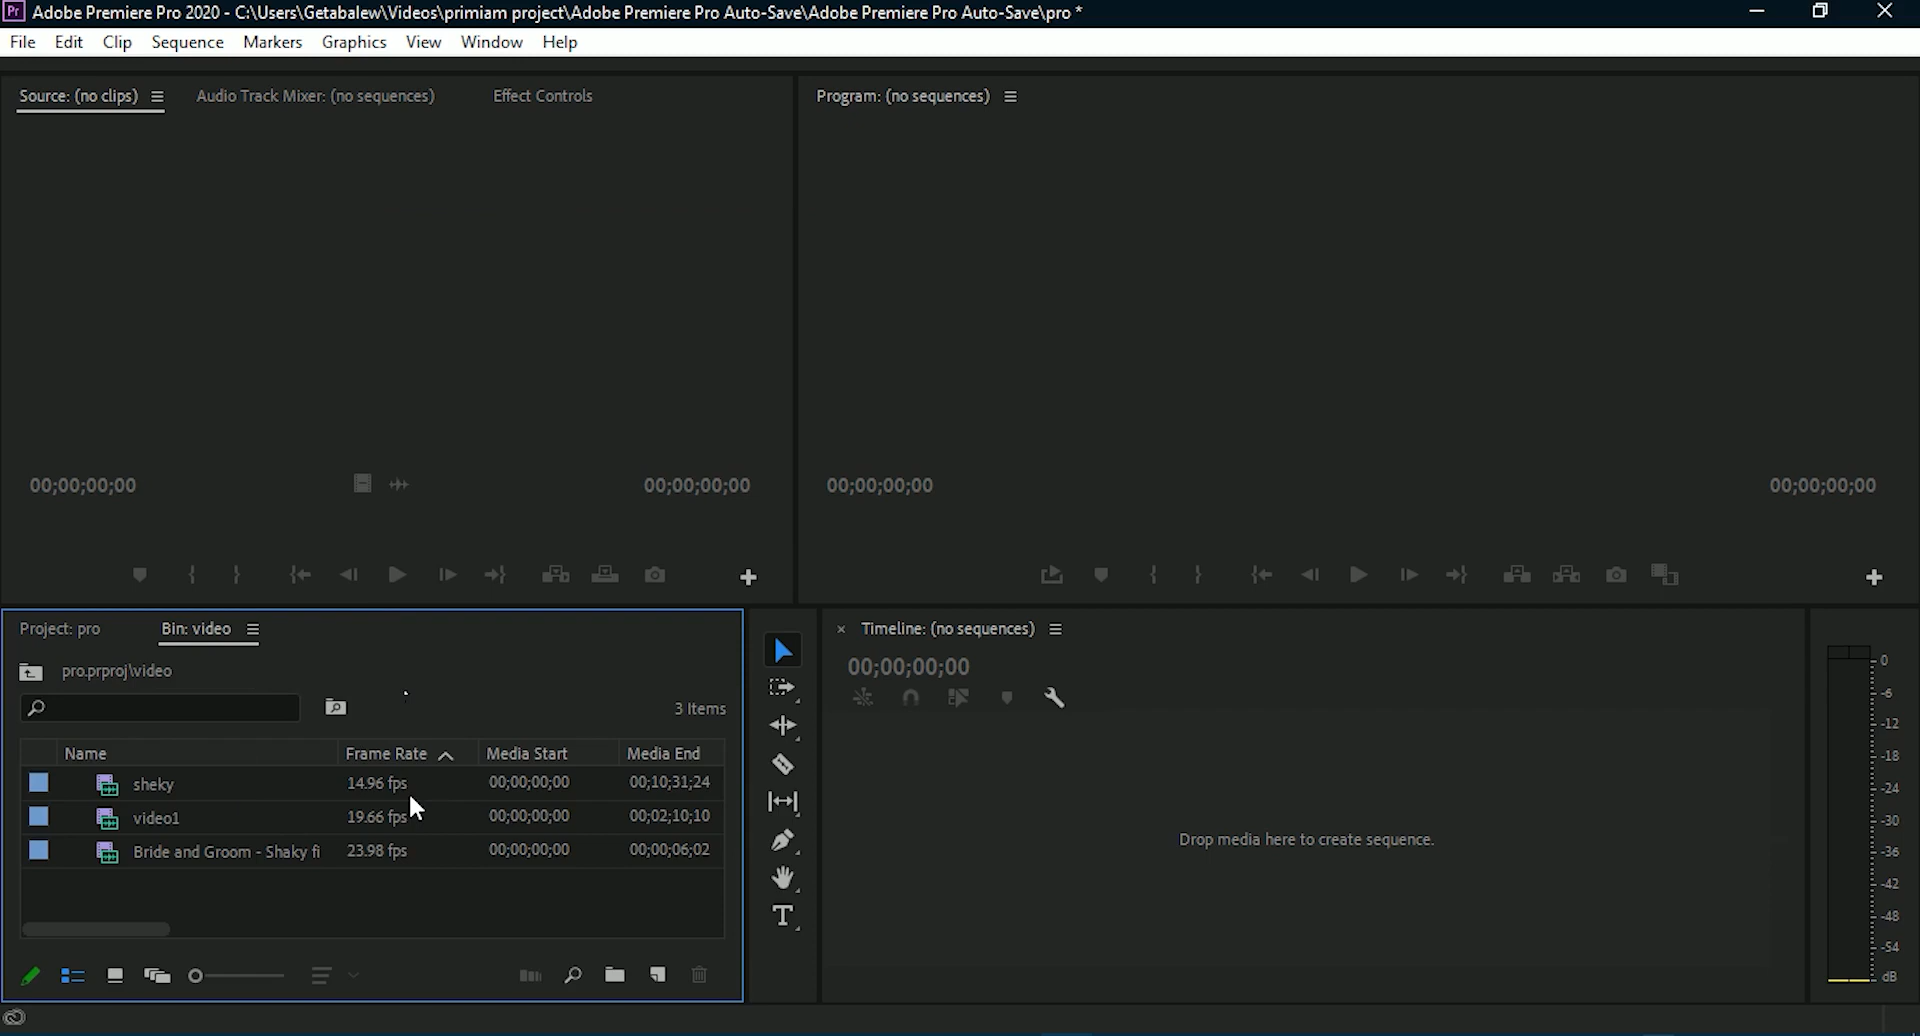 Pr Adobe Premiere Pro 2020 - C:\Users\Getabalew\Videos\primiam project\Adobe Premiere Pro Auto-Save\Adobe Premiere Pro Auto-Save\pro *
File Edit Clip Sequence Markers Graphics View Window Help
Source: (no clips) Audio Track Mixer: (no sequences) Effect Controls
Program: (no sequences)
00;00;00;00 00;00;00;00
00;00;00;00 00;00;00;00
Project: pro Bin: video
pro.prproj\video
3 Items
Name Frame Rate Media Start Media End
sheky 14.96 fps 00;00;00;00 00;10;31;24
video1 19.66 fps 00;00;00;00 00;02;10;10
Bride and Groom - Shaky fi 23.98 fps 00;00;00;00 00;00;06;02
× Timeline: (no sequences)
00;00;00;00
Drop media here to create sequence.
0
-6
-12
-18
-24
-30
-36
-42
-48
-54
dB